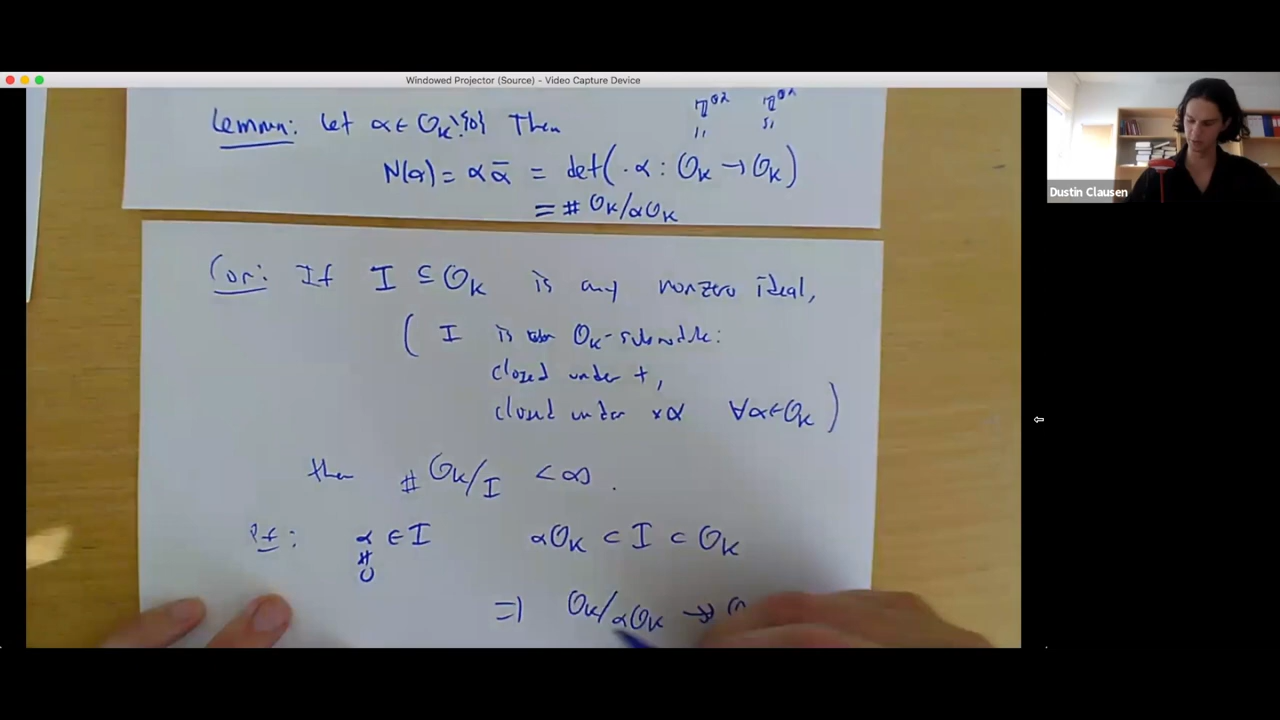 Windowed Projector (Source) - Video Capture Device
Dustin Clausen
ℤ^{⊕2} ℤ^{⊕2}
Lemma: Let α ∈ O_K\{0} Then
N(α) = αᾱ = det(·α : O_K → O_K)
= # O_K/αO_K
Cor: If I ⊆ O_K is any nonzero ideal,
( I is O_K-submodule:
closed under +,
closed under ×α ∀α∈O_K )
then # O_K/I < ∞ .
Pf: α ∈ I αO_K ⊂ I ⊂ O_K
≠
0
⇒ O_K/αO_K ↠